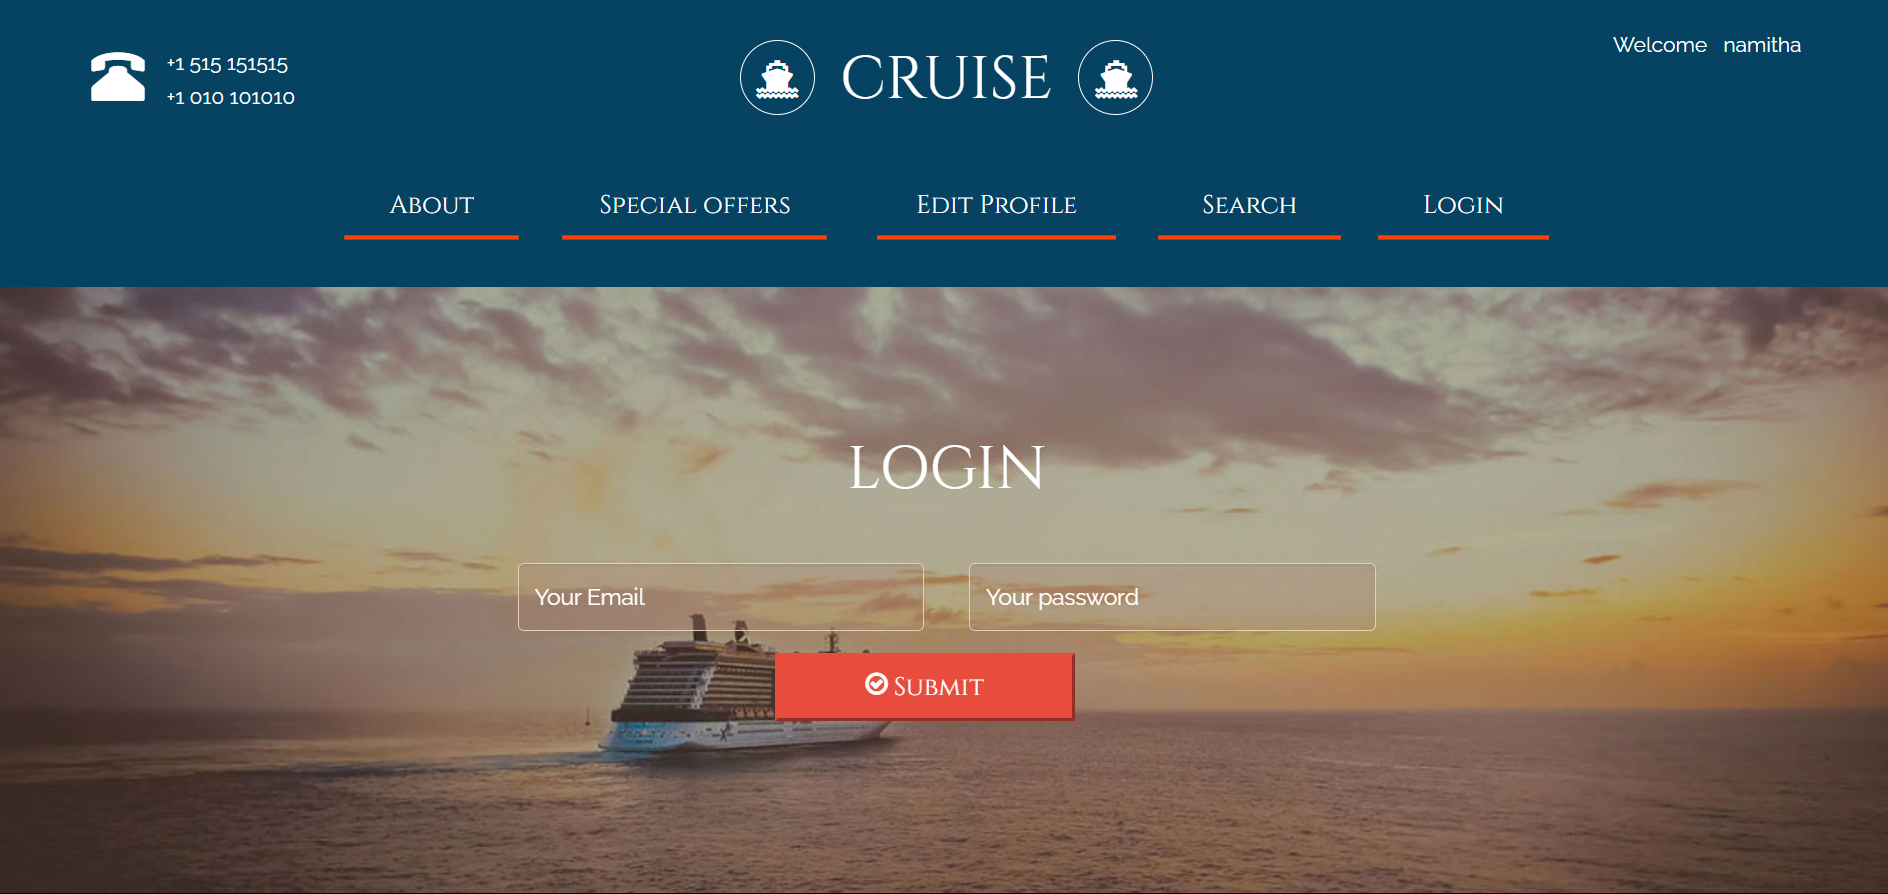 +1 515 151515
+1 010 101010
CRUISE
Welcome namitha
About
Special offers
Edit Profile
Search
Login
LOGIN
Your Email
Your password
Submit